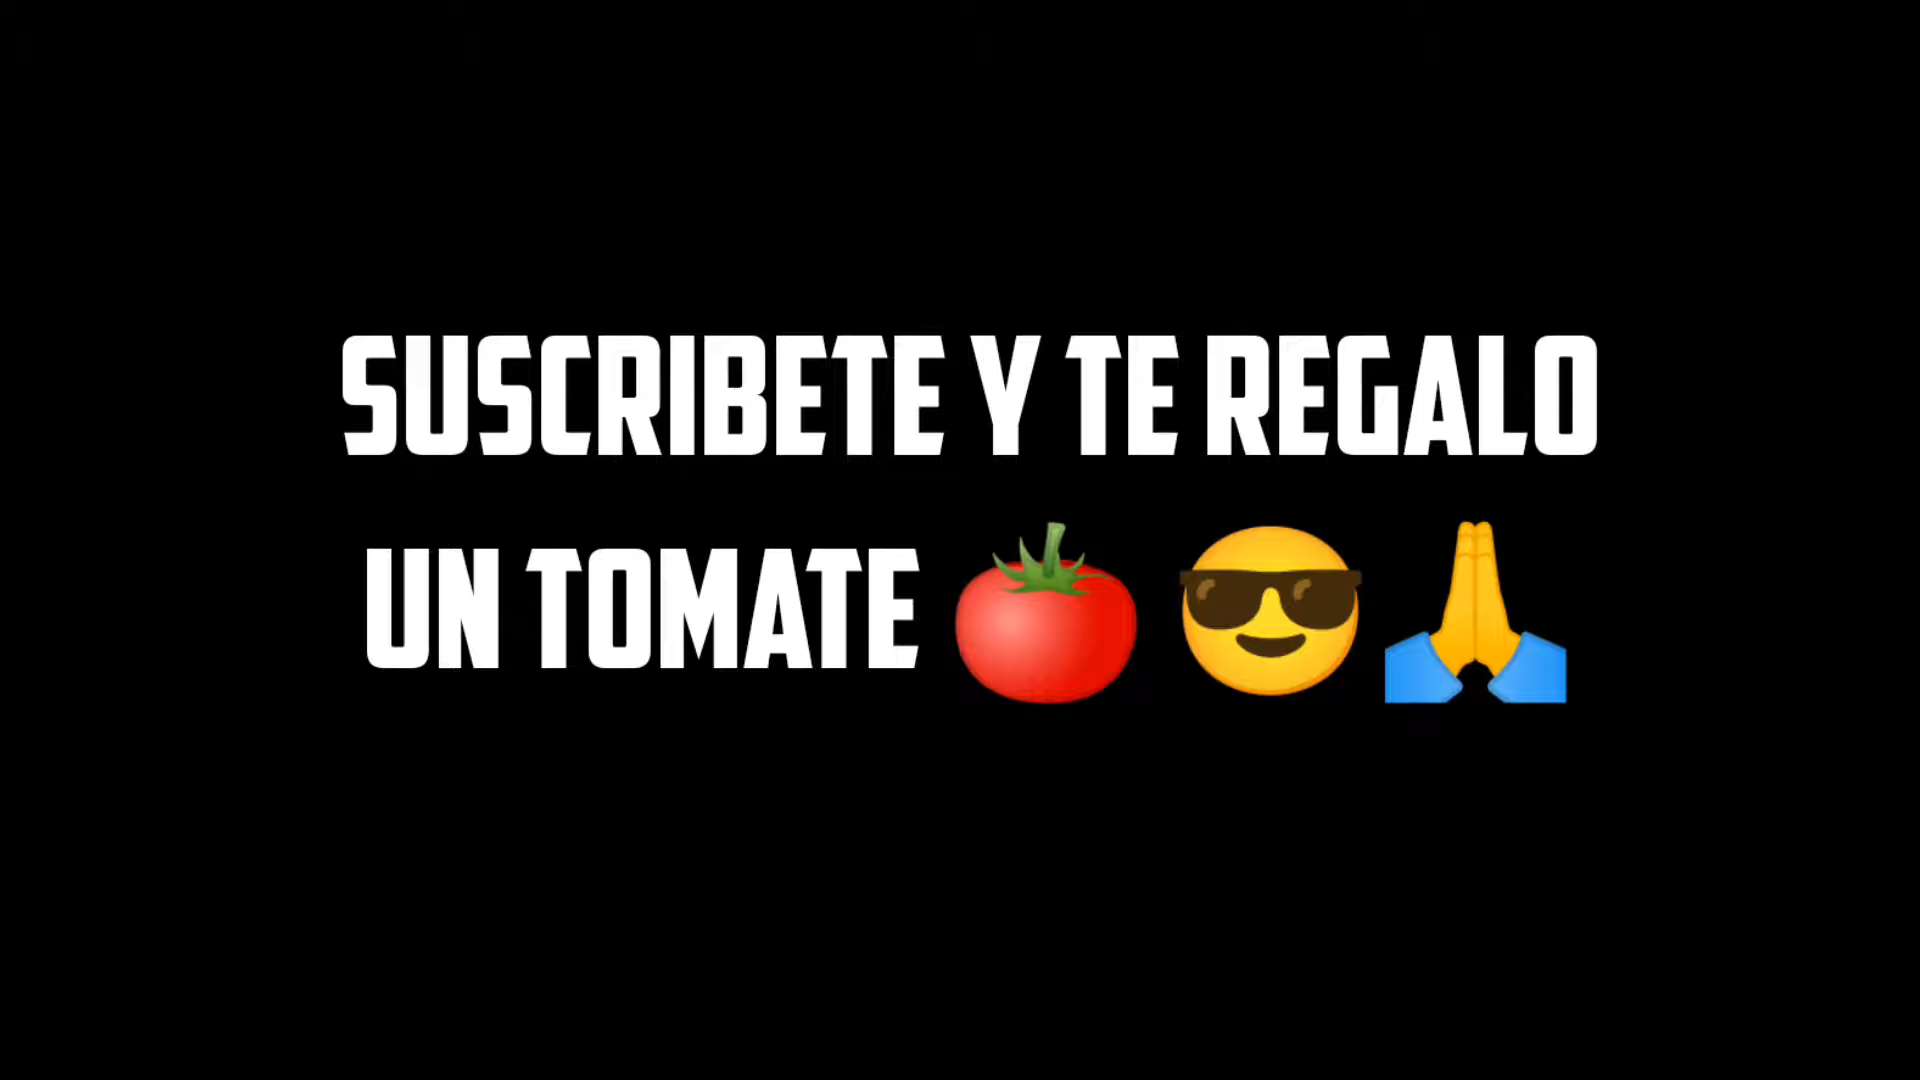 SUSCRIBETE Y TE REGALO
UN TOMATE 🍅 😎 🙏